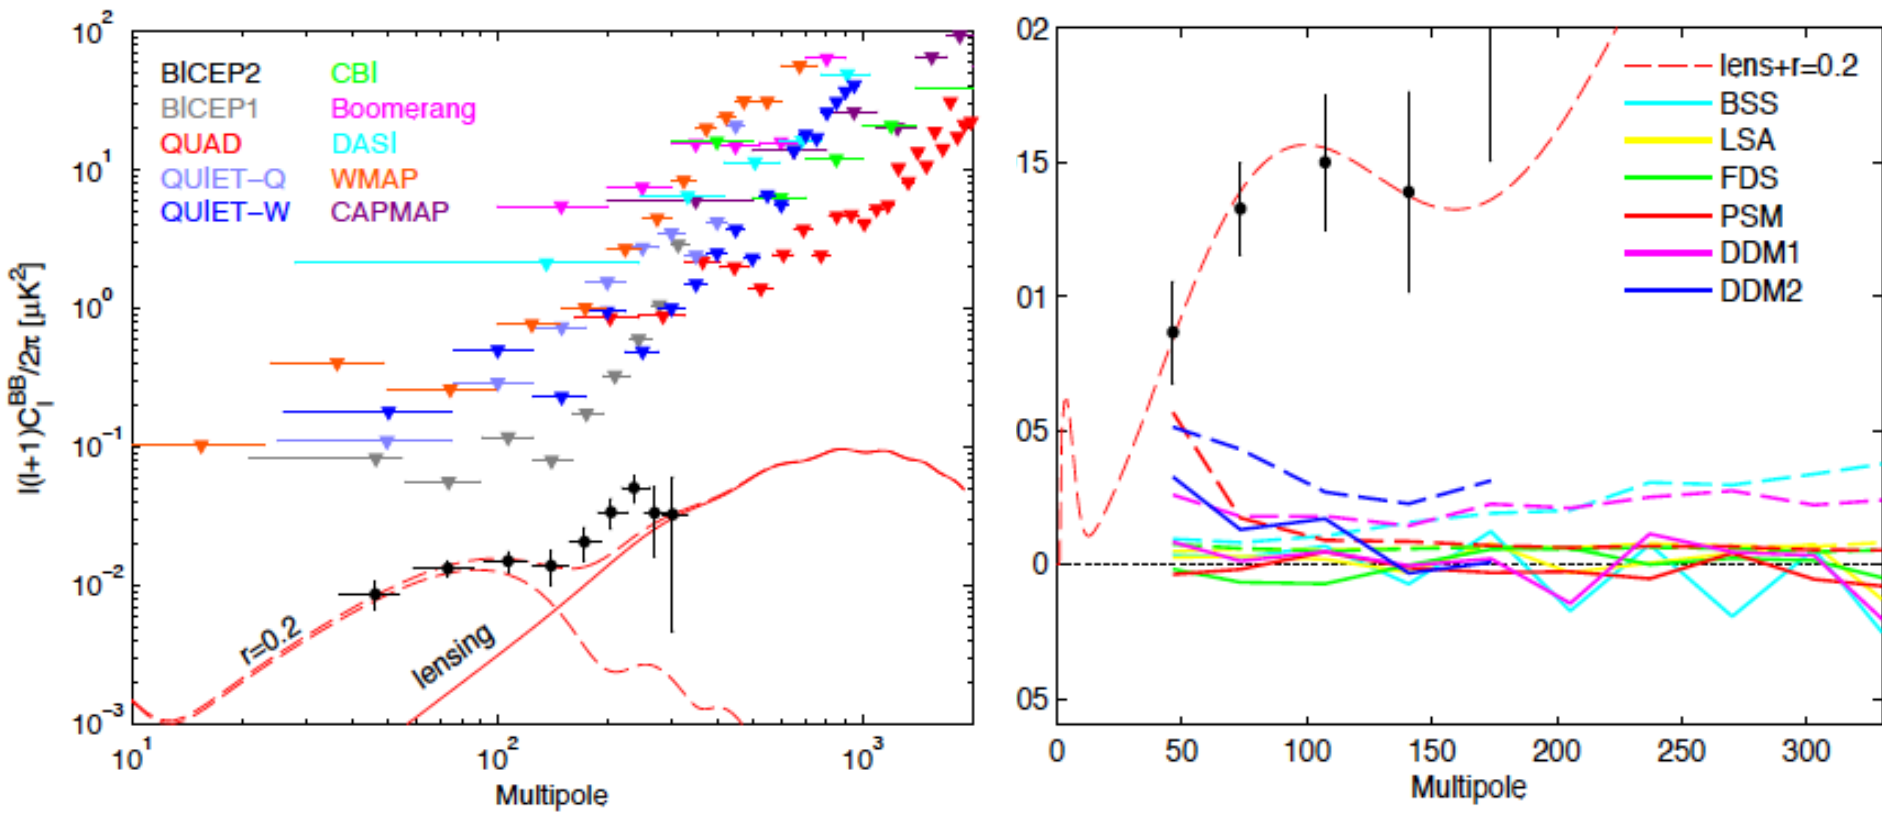 10²
10¹
10⁰
10⁻¹
10⁻²
10⁻³
l(l+1)C_l^BB/2π [μK²]
BICEP2
BICEP1
QUAD
QUIET−Q
QUIET−W
CBI
Boomerang
DASI
WMAP
CAPMAP
r=0.2
lensing
10¹
10²
10³
Multipole
02
15
01
05
0
05
lens+r=0.2
BSS
LSA
FDS
PSM
DDM1
DDM2
0
50
100
150
200
250
300
Multipole